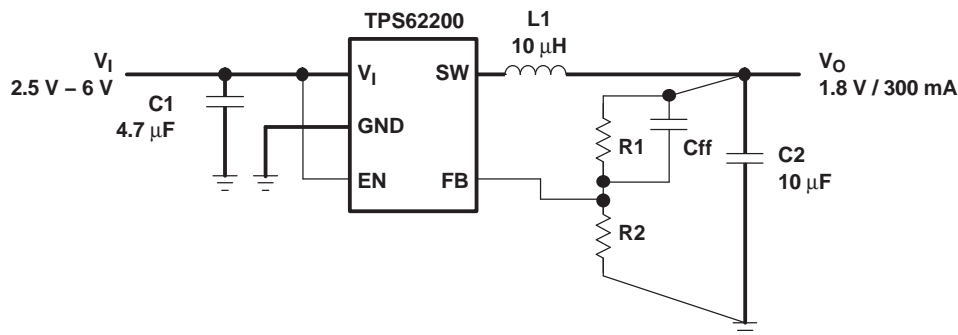 TPS62200
L1
10 μH
V_I
2.5 V – 6 V
C1
4.7 μF
V_I
SW
GND
EN
FB
R1
Cff
R2
C2
10 μF
V_O
1.8 V / 300 mA